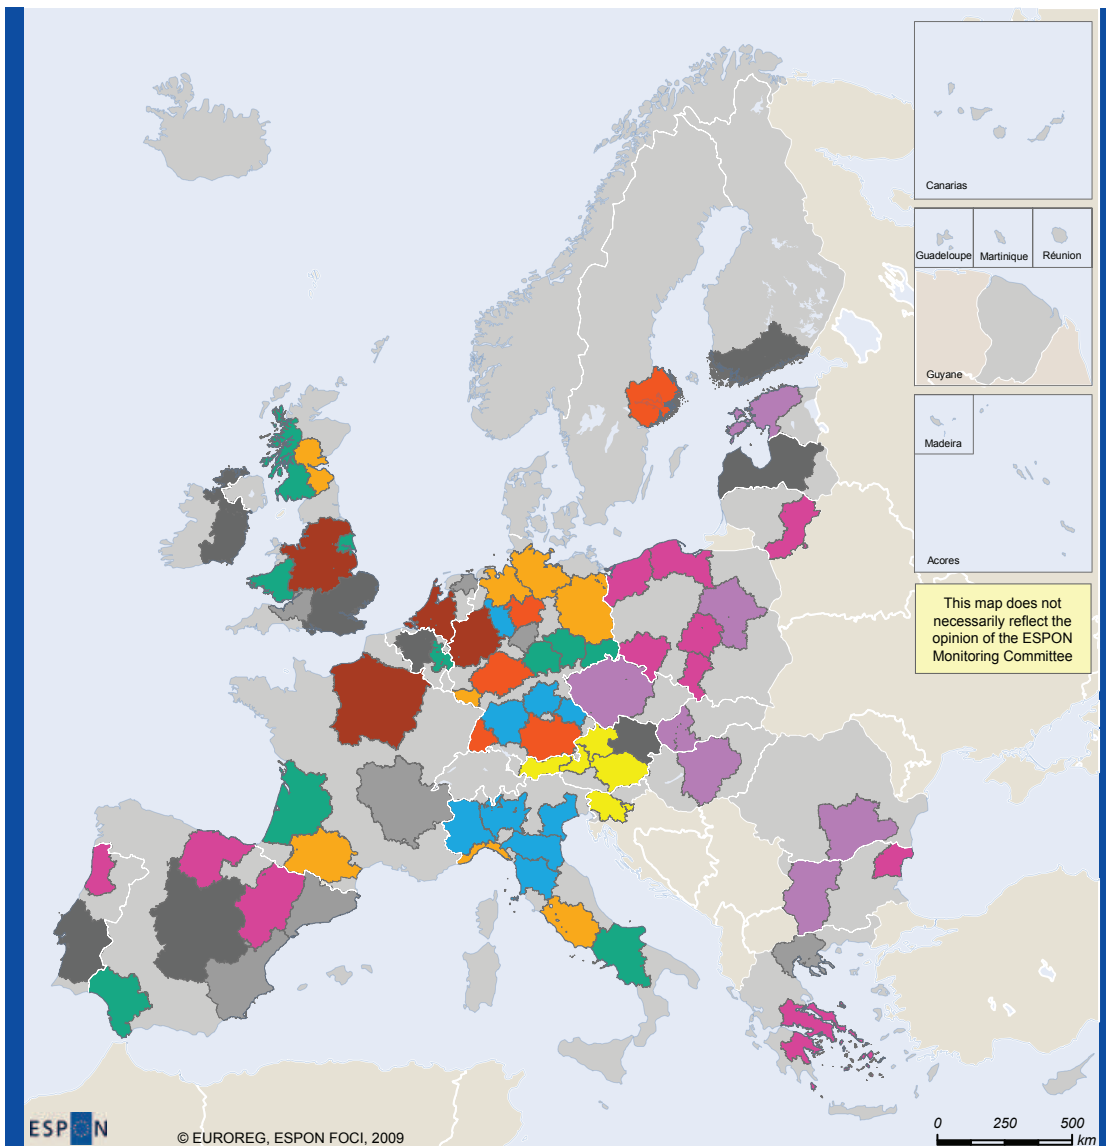 Canarias
Guadeloupe
Martinique
Réunion
Guyane
Madeira
Acores
This map does not
necessarily reflect the
opinion of the ESPON
Monitoring Committee
ESPON
© EUROREG, ESPON FOCI, 2009
0 250 500
km